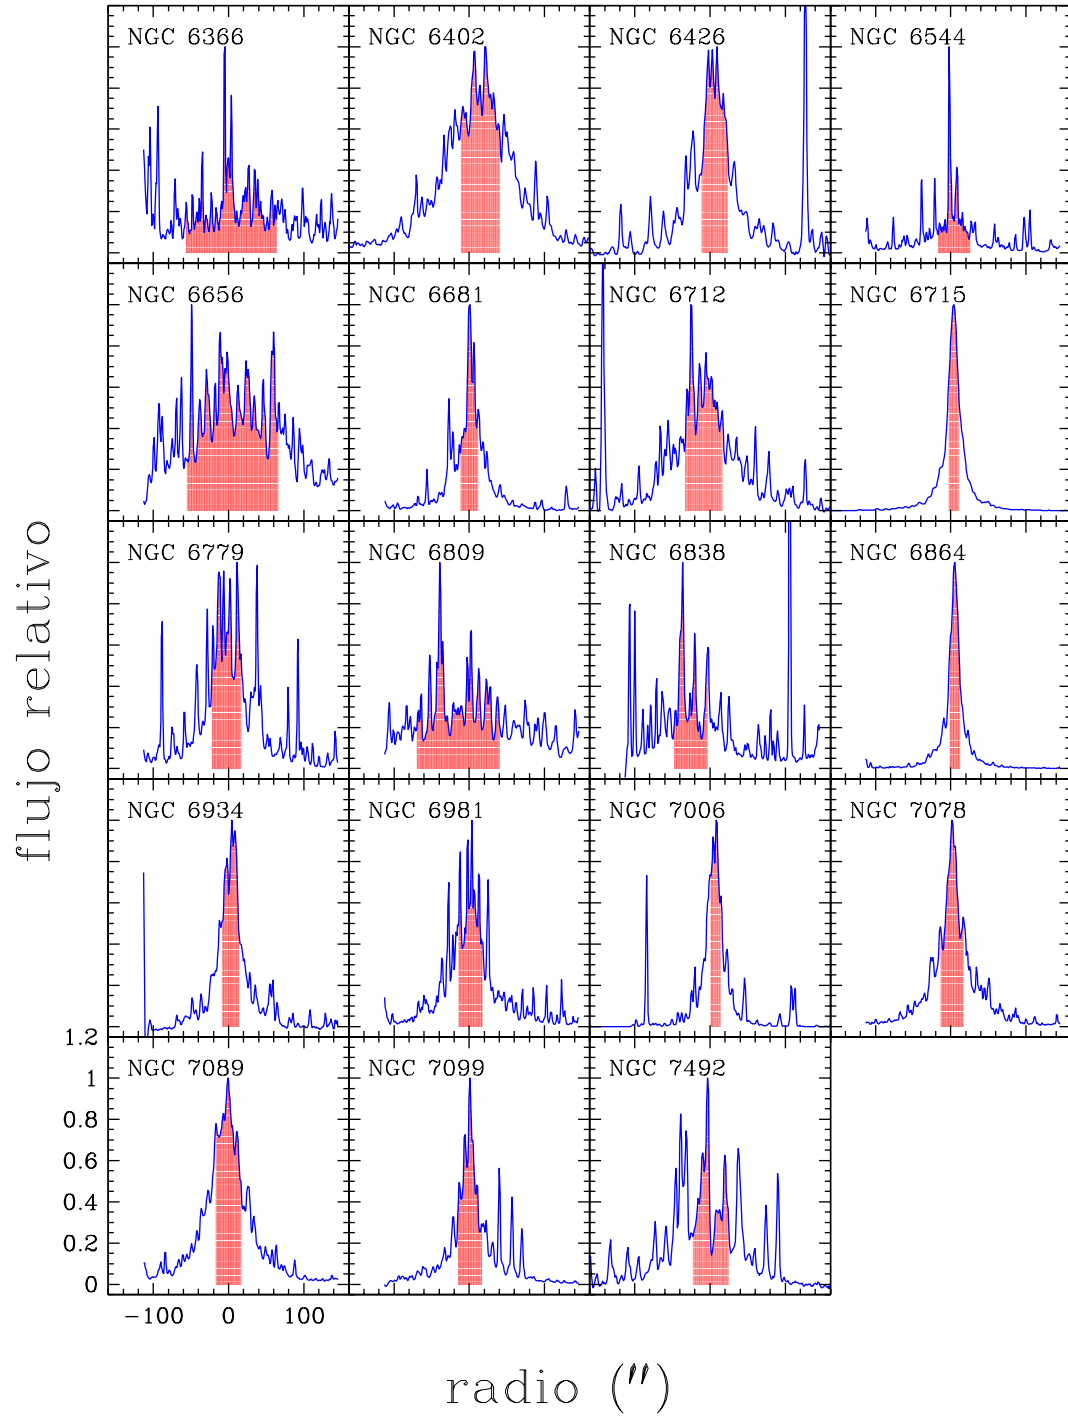 NGC 6366
NGC 6402
NGC 6426
NGC 6544
NGC 6656
NGC 6681
NGC 6712
NGC 6715
NGC 6779
NGC 6809
NGC 6838
NGC 6864
NGC 6934
NGC 6981
NGC 7006
NGC 7078
NGC 7089
NGC 7099
NGC 7492
1.2
1
0.8
0.6
0.4
0.2
0
−100 0 100
flujo relativo
radio (″)